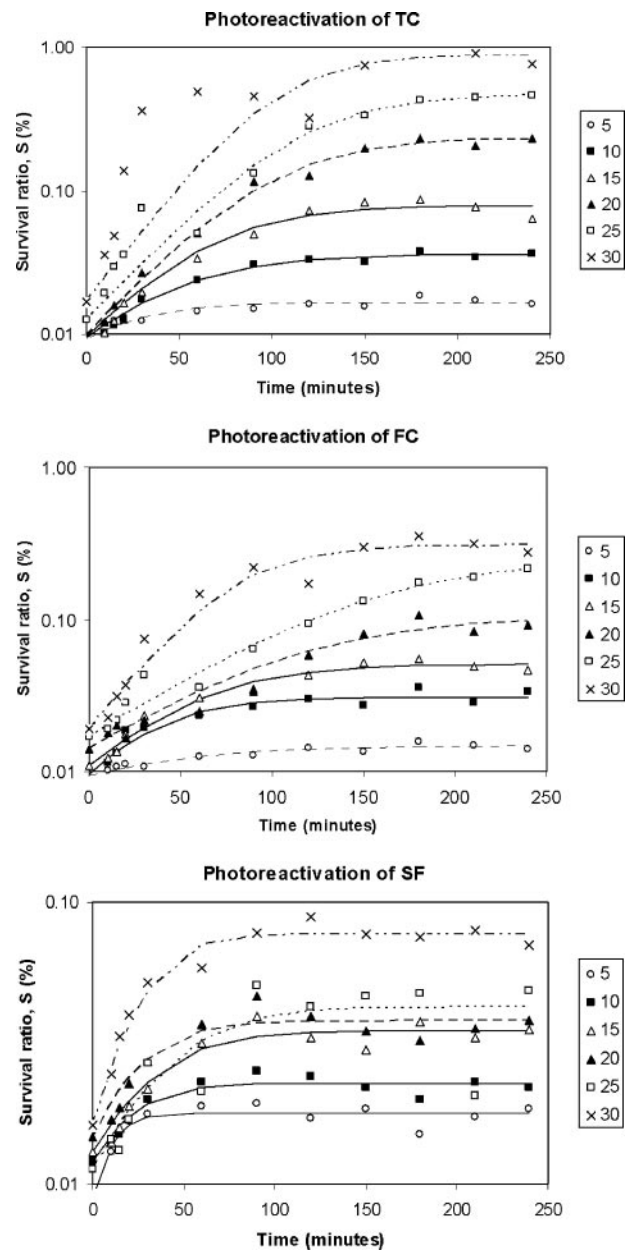 Photoreactivation of TC
1.00
0.10
0.01
Survival ratio, S (%)
0 50 100 150 200 250
Time (minutes)
5
10
15
20
25
30
Photoreactivation of FC
1.00
0.10
0.01
Survival ratio, S (%)
0 50 100 150 200 250
Time (minutes)
5
10
15
20
25
30
Photoreactivation of SF
0.10
0.01
Survival ratio, S (%)
0 50 100 150 200 250
Time (minutes)
5
10
15
20
25
30